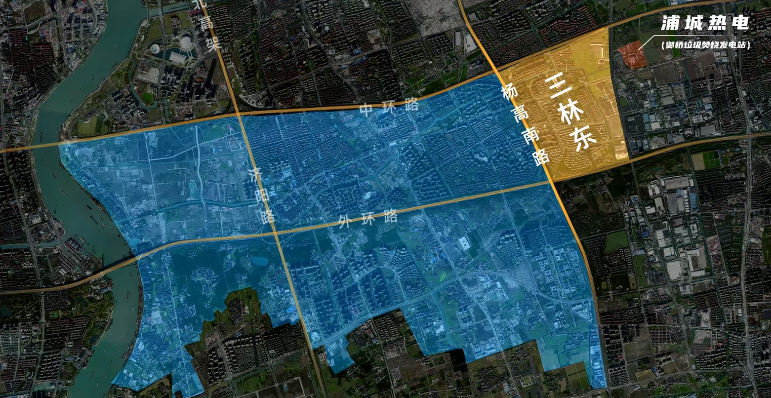 浦城热电
(御桥垃圾焚烧发电站)
高架
中环路
杨高南路
三林东
济阳路
外环路